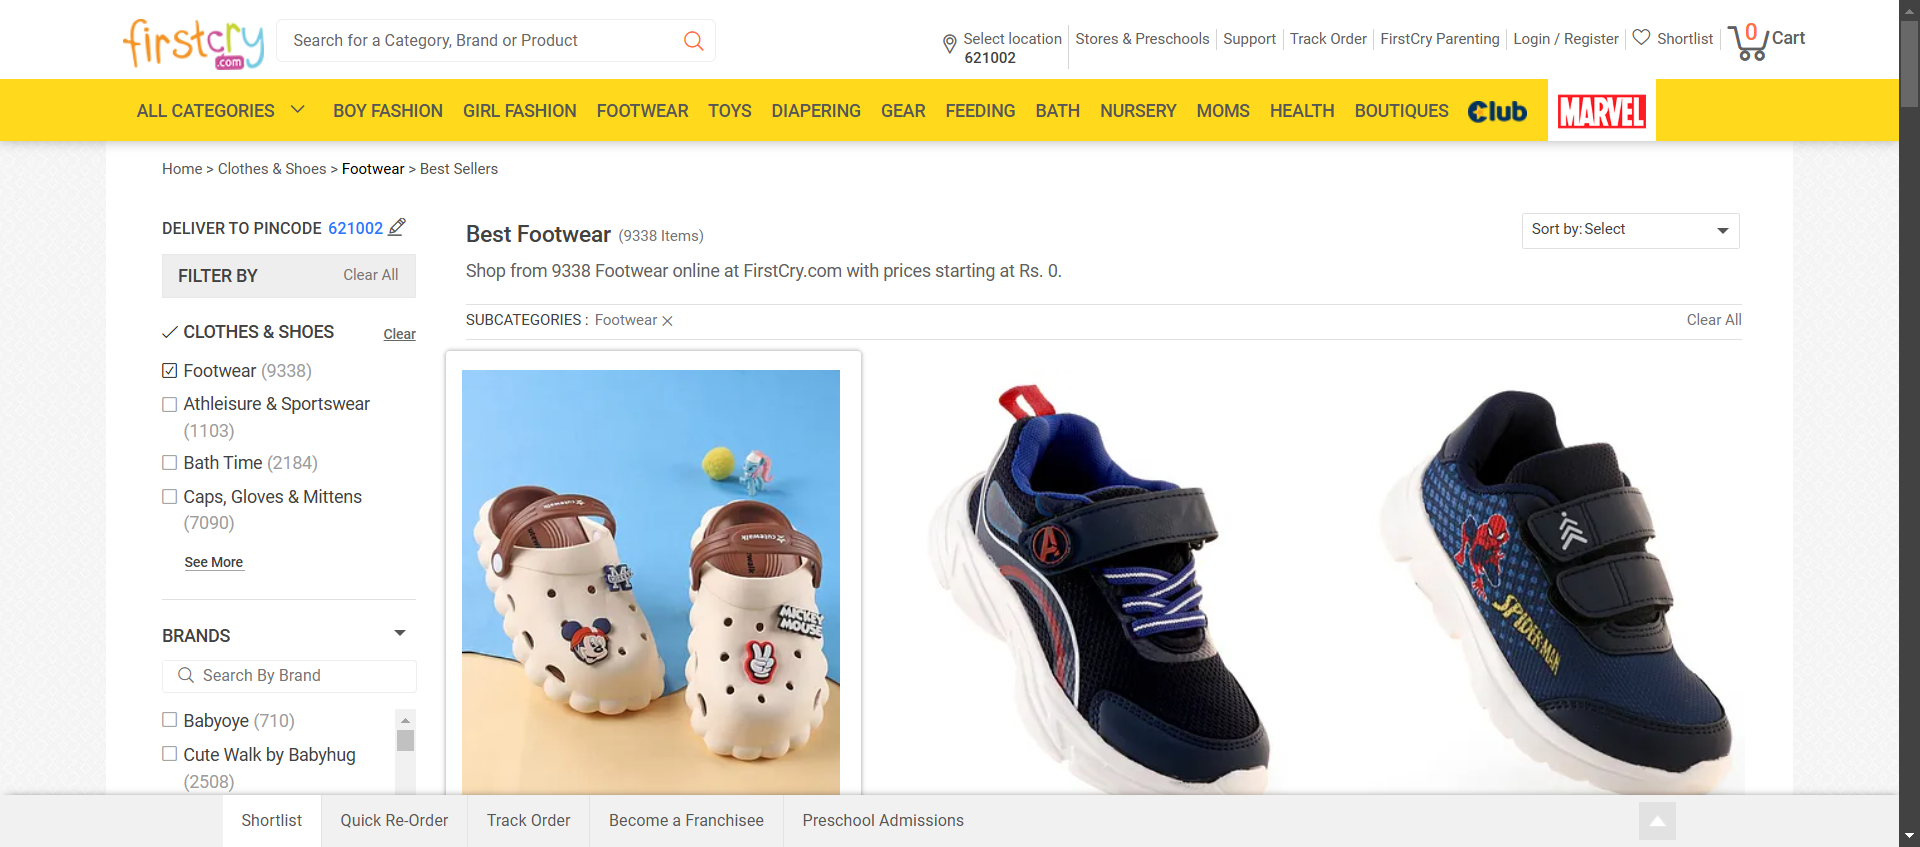 firstcry
.com
Search for a Category, Brand or Product
Select location
621002
Stores & Preschools
Support
Track Order
FirstCry Parenting
Login / Register
Shortlist
0
Cart
ALL CATEGORIES
BOY FASHION
GIRL FASHION
FOOTWEAR
TOYS
DIAPERING
GEAR
FEEDING
BATH
NURSERY
MOMS
HEALTH
BOUTIQUES
Club
MARVEL
Home > Clothes & Shoes > Footwear > Best Sellers
DELIVER TO PINCODE 621002
FILTER BY
Clear All
CLOTHES & SHOES
Clear
Footwear (9338)
Athleisure & Sportswear
(1103)
Bath Time (2184)
Caps, Gloves & Mittens
(7090)
See More
BRANDS
Search By Brand
Babyoye (710)
Cute Walk by Babyhug
(2508)
Best Footwear (9338 Items)
Sort by: Select
Shop from 9338 Footwear online at FirstCry.com with prices starting at Rs. 0.
SUBCATEGORIES : Footwear
Clear All
cutewalk
cutewalk
M
MICKEY
MOUSE
A
SPIDER-MAN
Shortlist
Quick Re-Order
Track Order
Become a Franchisee
Preschool Admissions